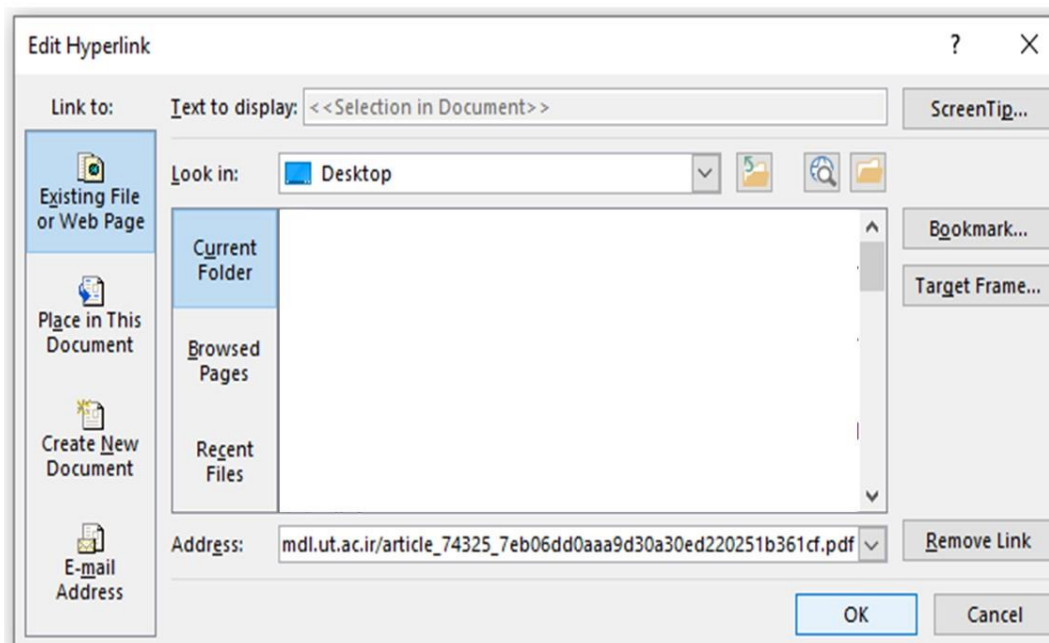 Edit Hyperlink
?
Link to:
Text to display:
<<Selection in Document>>
ScreenTip...
Existing File
or Web Page
Look in:
Desktop
Current
Folder
Bookmark...
Target Frame...
Place in This
Document
Browsed
Pages
Create New
Document
Recent
Files
Address:
mdl.ut.ac.ir/article_74325_7eb06dd0aaa9d30a30ed220251b361cf.pdf
Remove Link
E-mail
Address
OK
Cancel